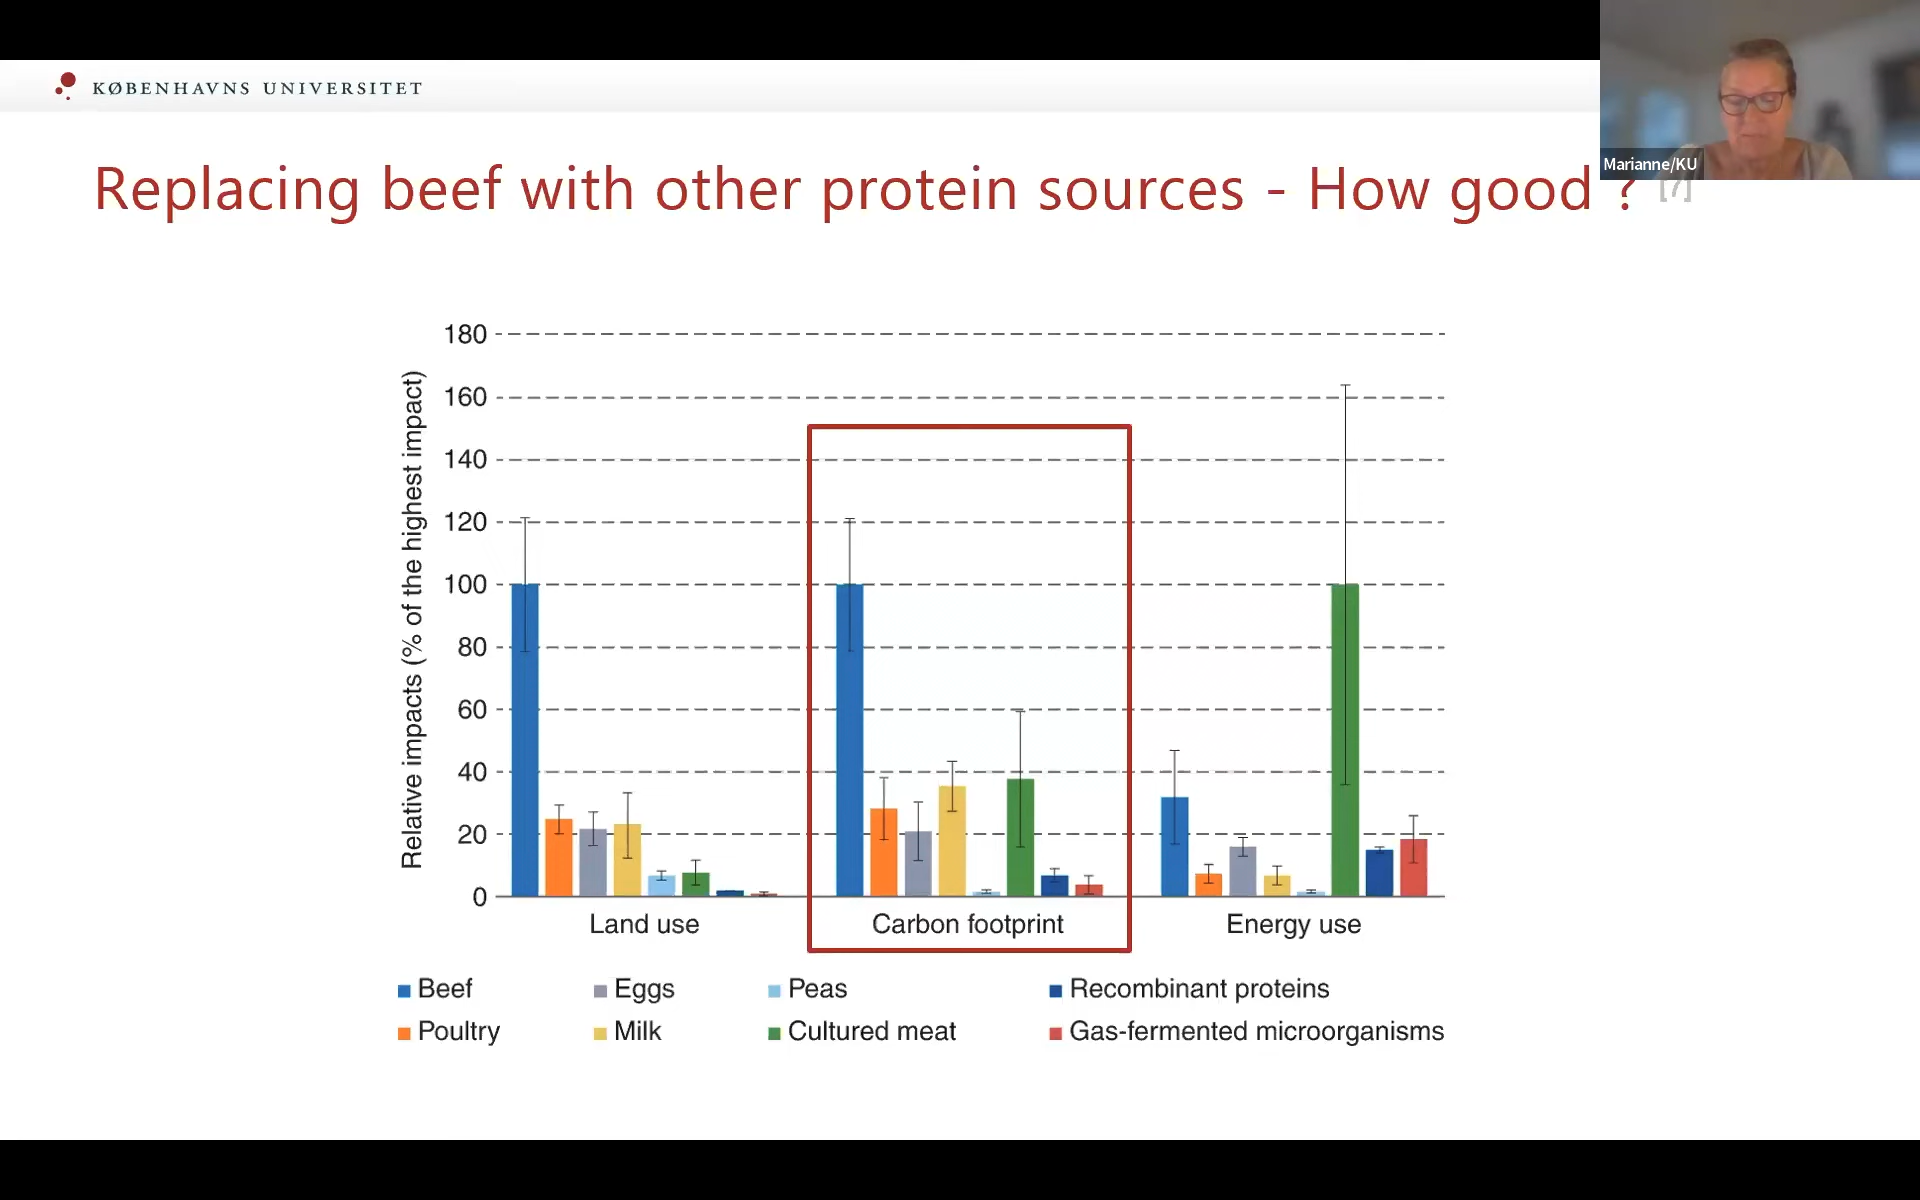 KØBENHAVNS UNIVERSITET
Marianne/KU
Replacing beef with other protein sources - How good ? [7]
Relative impacts (% of the highest impact)
180
160
140
120
100
80
60
40
20
0
Land use
Carbon footprint
Energy use
Beef
Eggs
Peas
Recombinant proteins
Poultry
Milk
Cultured meat
Gas-fermented microorganisms